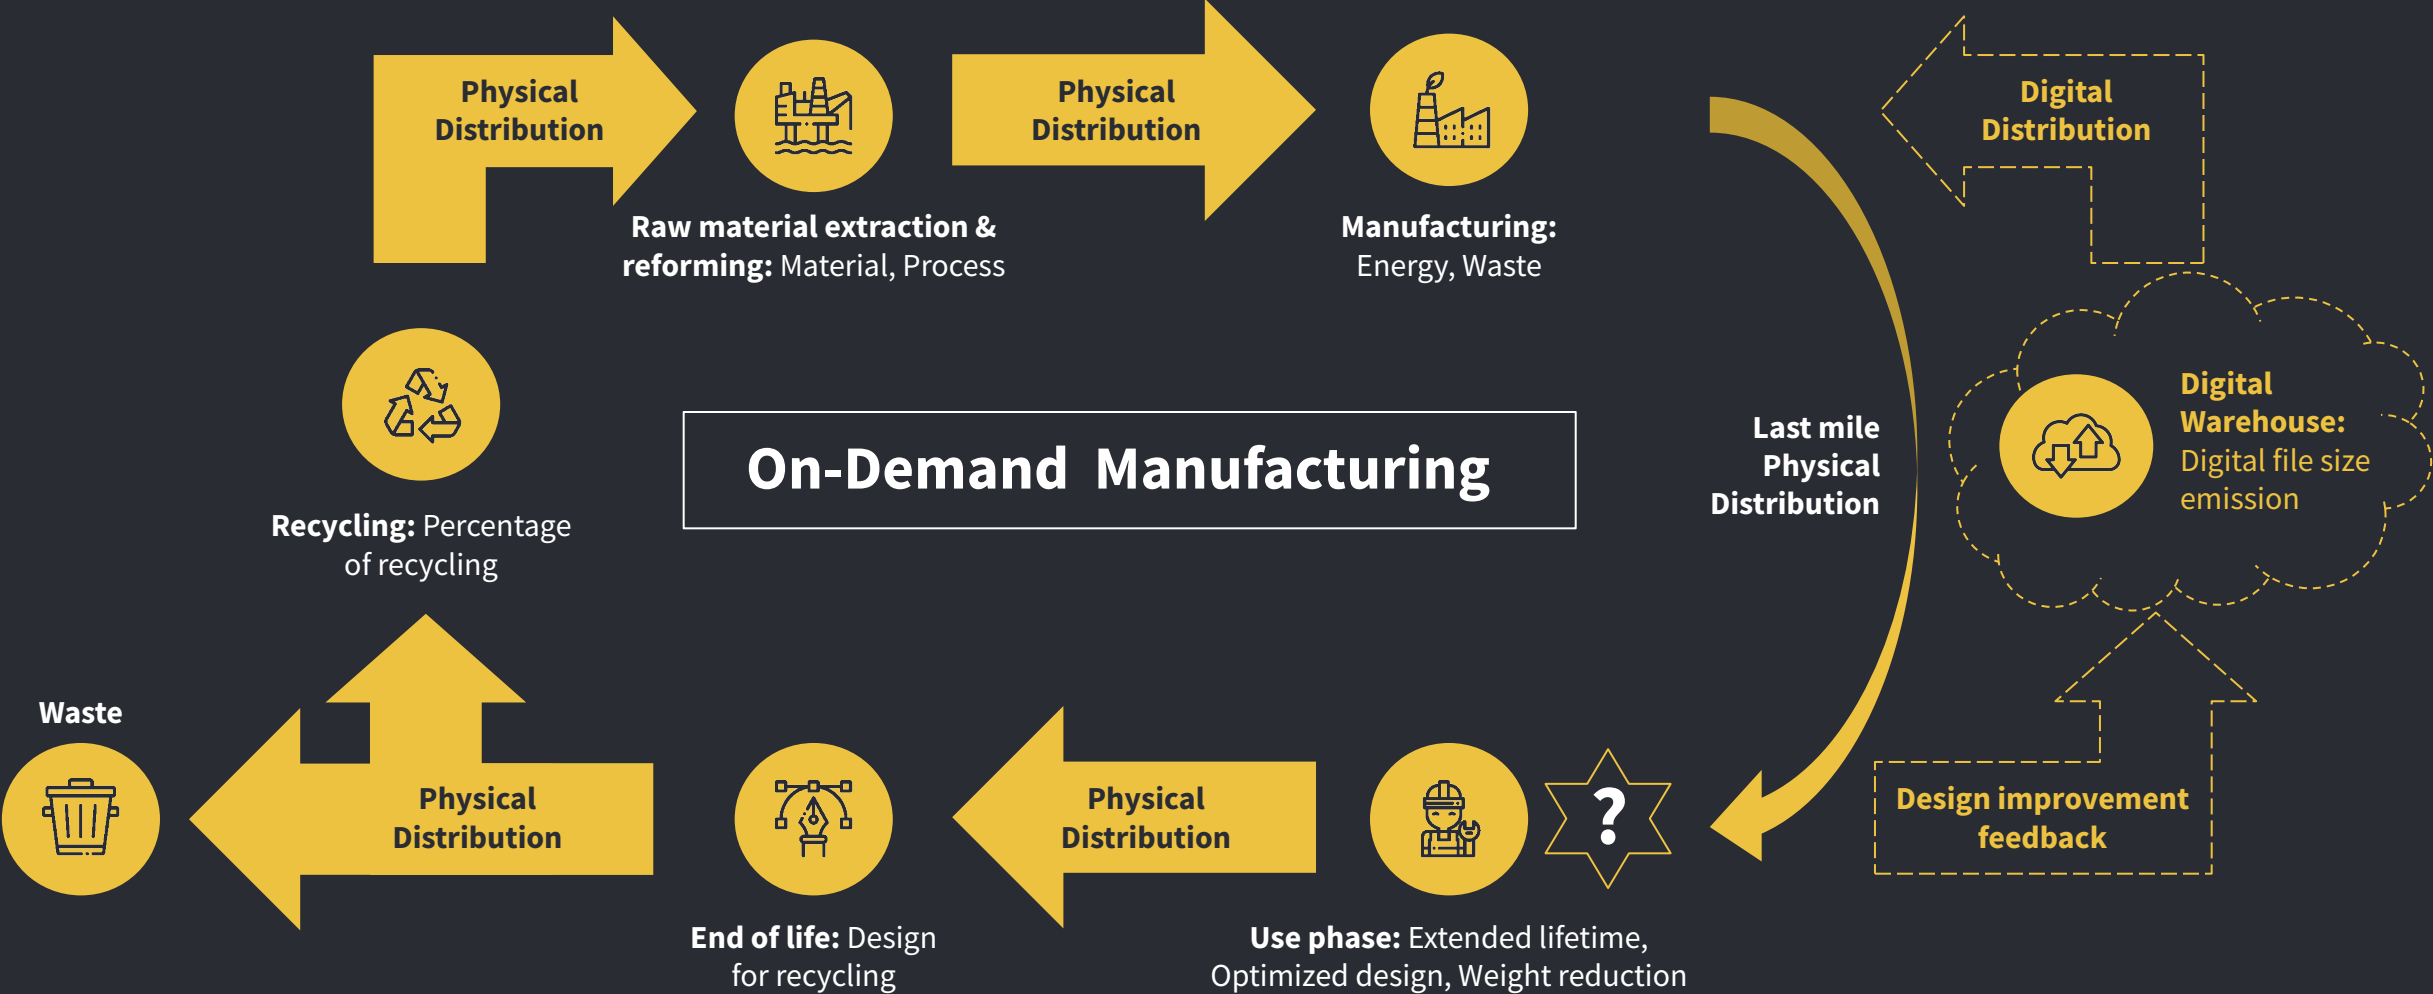 Physical
Distribution
Physical
Distribution
Digital
Distribution
Raw material extraction &
reforming: Material, Process
Manufacturing:
Energy, Waste
Digital
Warehouse:
Digital file size
emission
Last mile
Physical
Distribution
On-Demand Manufacturing
Recycling: Percentage
of recycling
Waste
Physical
Distribution
Physical
Distribution
?
Design improvement
feedback
End of life: Design
for recycling
Use phase: Extended lifetime,
Optimized design, Weight reduction